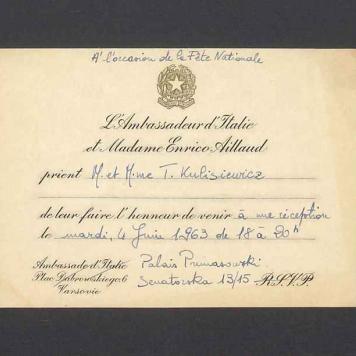 A l'occasion de la Fête Nationale
L'Ambassadeur d'Italie
et Madame Enrico Aillaud
prient M. et Mme T. Kulisiewicz
de leur faire l'honneur de venir à une réception
le mardi, 4 Juin 1963 de 18 à 20h
Ambassade d'Italie Palais Prymasowski
Plac Dąbrowskiego 6 Senatorska 13/15 R.S.V.P.
Varsovie